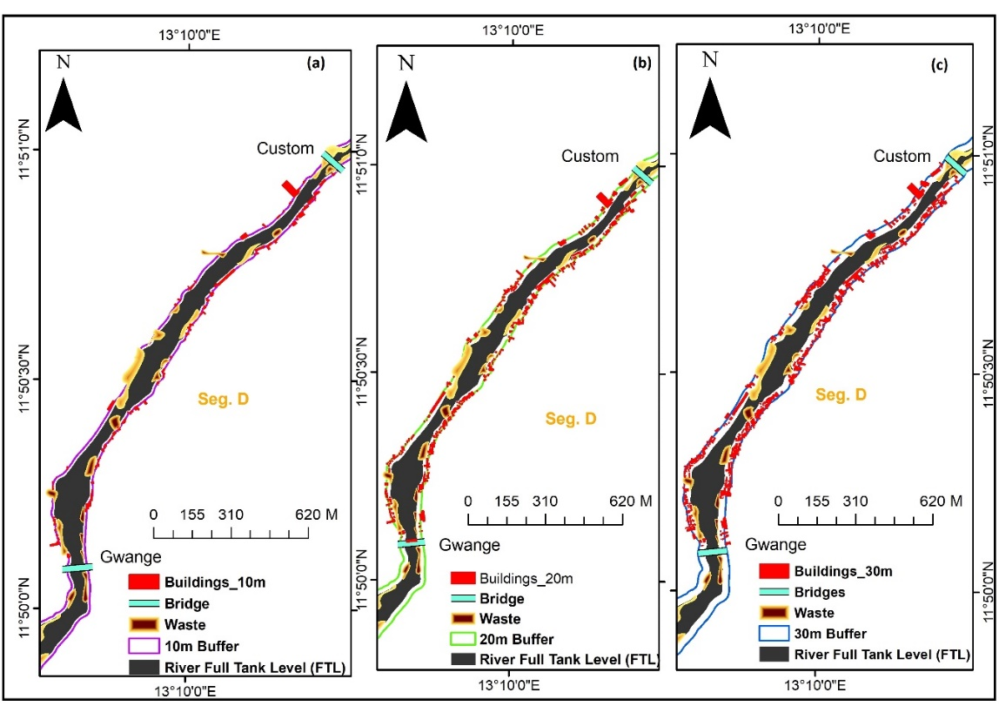 13°10'0"E
N
(a)
Custom
11°51'0"N
11°50'30"N
Seg. D
0 155 310 620 M
Gwange
Buildings_10m
Bridge
Waste
10m Buffer
River Full Tank Level (FTL)
11°50'0"N
13°10'0"E
13°10'0"E
N
(b)
Custom
11°51'0"N
11°50'30"N
Seg. D
0 155 310 620 M
Gwange
Buildings_20m
Bridge
Waste
20m Buffer
River Full Tank Level (FTL)
11°50'0"N
13°10'0"E
13°10'0"E
N
(c)
Custom
11°51'0"N
11°50'30"N
Seg. D
0 155 310 620 M
Gwange
Buildings_30m
Bridges
Waste
30m Buffer
River Full Tank Level (FTL)
11°50'0"N
13°10'0"E